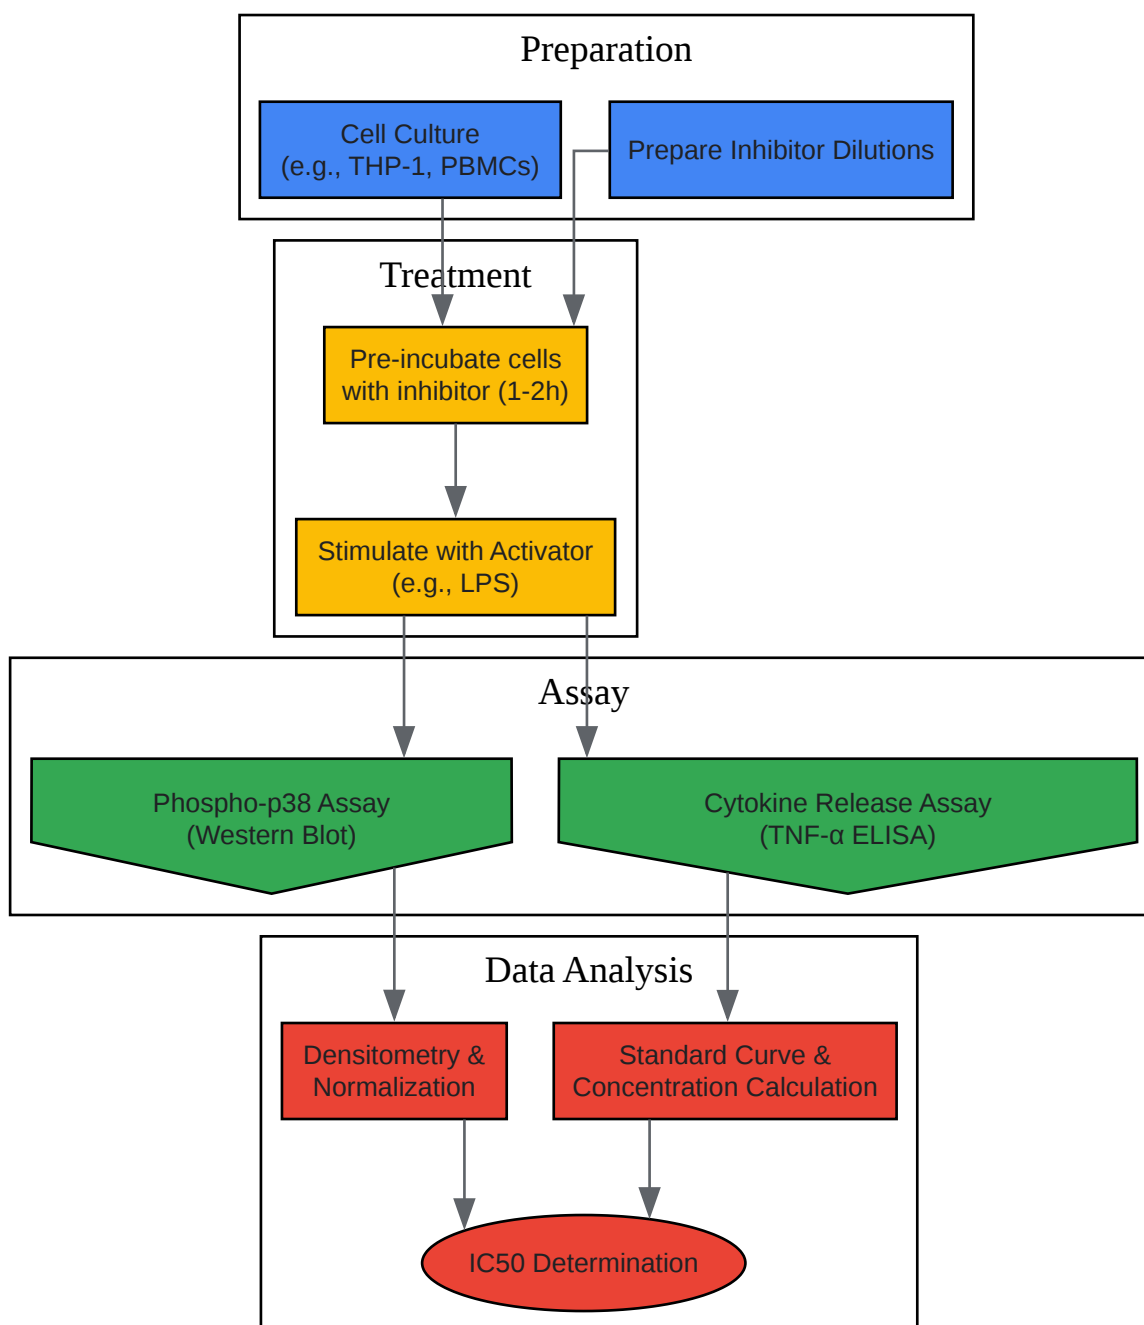 Preparation
Cell Culture
(e.g., THP-1, PBMCs)
Prepare Inhibitor Dilutions
Treatment
Pre-incubate cells
with inhibitor (1-2h)
Stimulate with Activator
(e.g., LPS)
Assay
Phospho-p38 Assay
(Western Blot)
Cytokine Release Assay
(TNF-α ELISA)
Data Analysis
Densitometry &
Normalization
Standard Curve &
Concentration Calculation
IC50 Determination